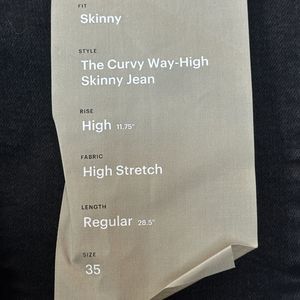 FIT
Skinny
STYLE
The Curvy Way-High
Skinny Jean
RISE
High 11.75"
FABRIC
High Stretch
LENGTH
Regular 28.5"
SIZE
35